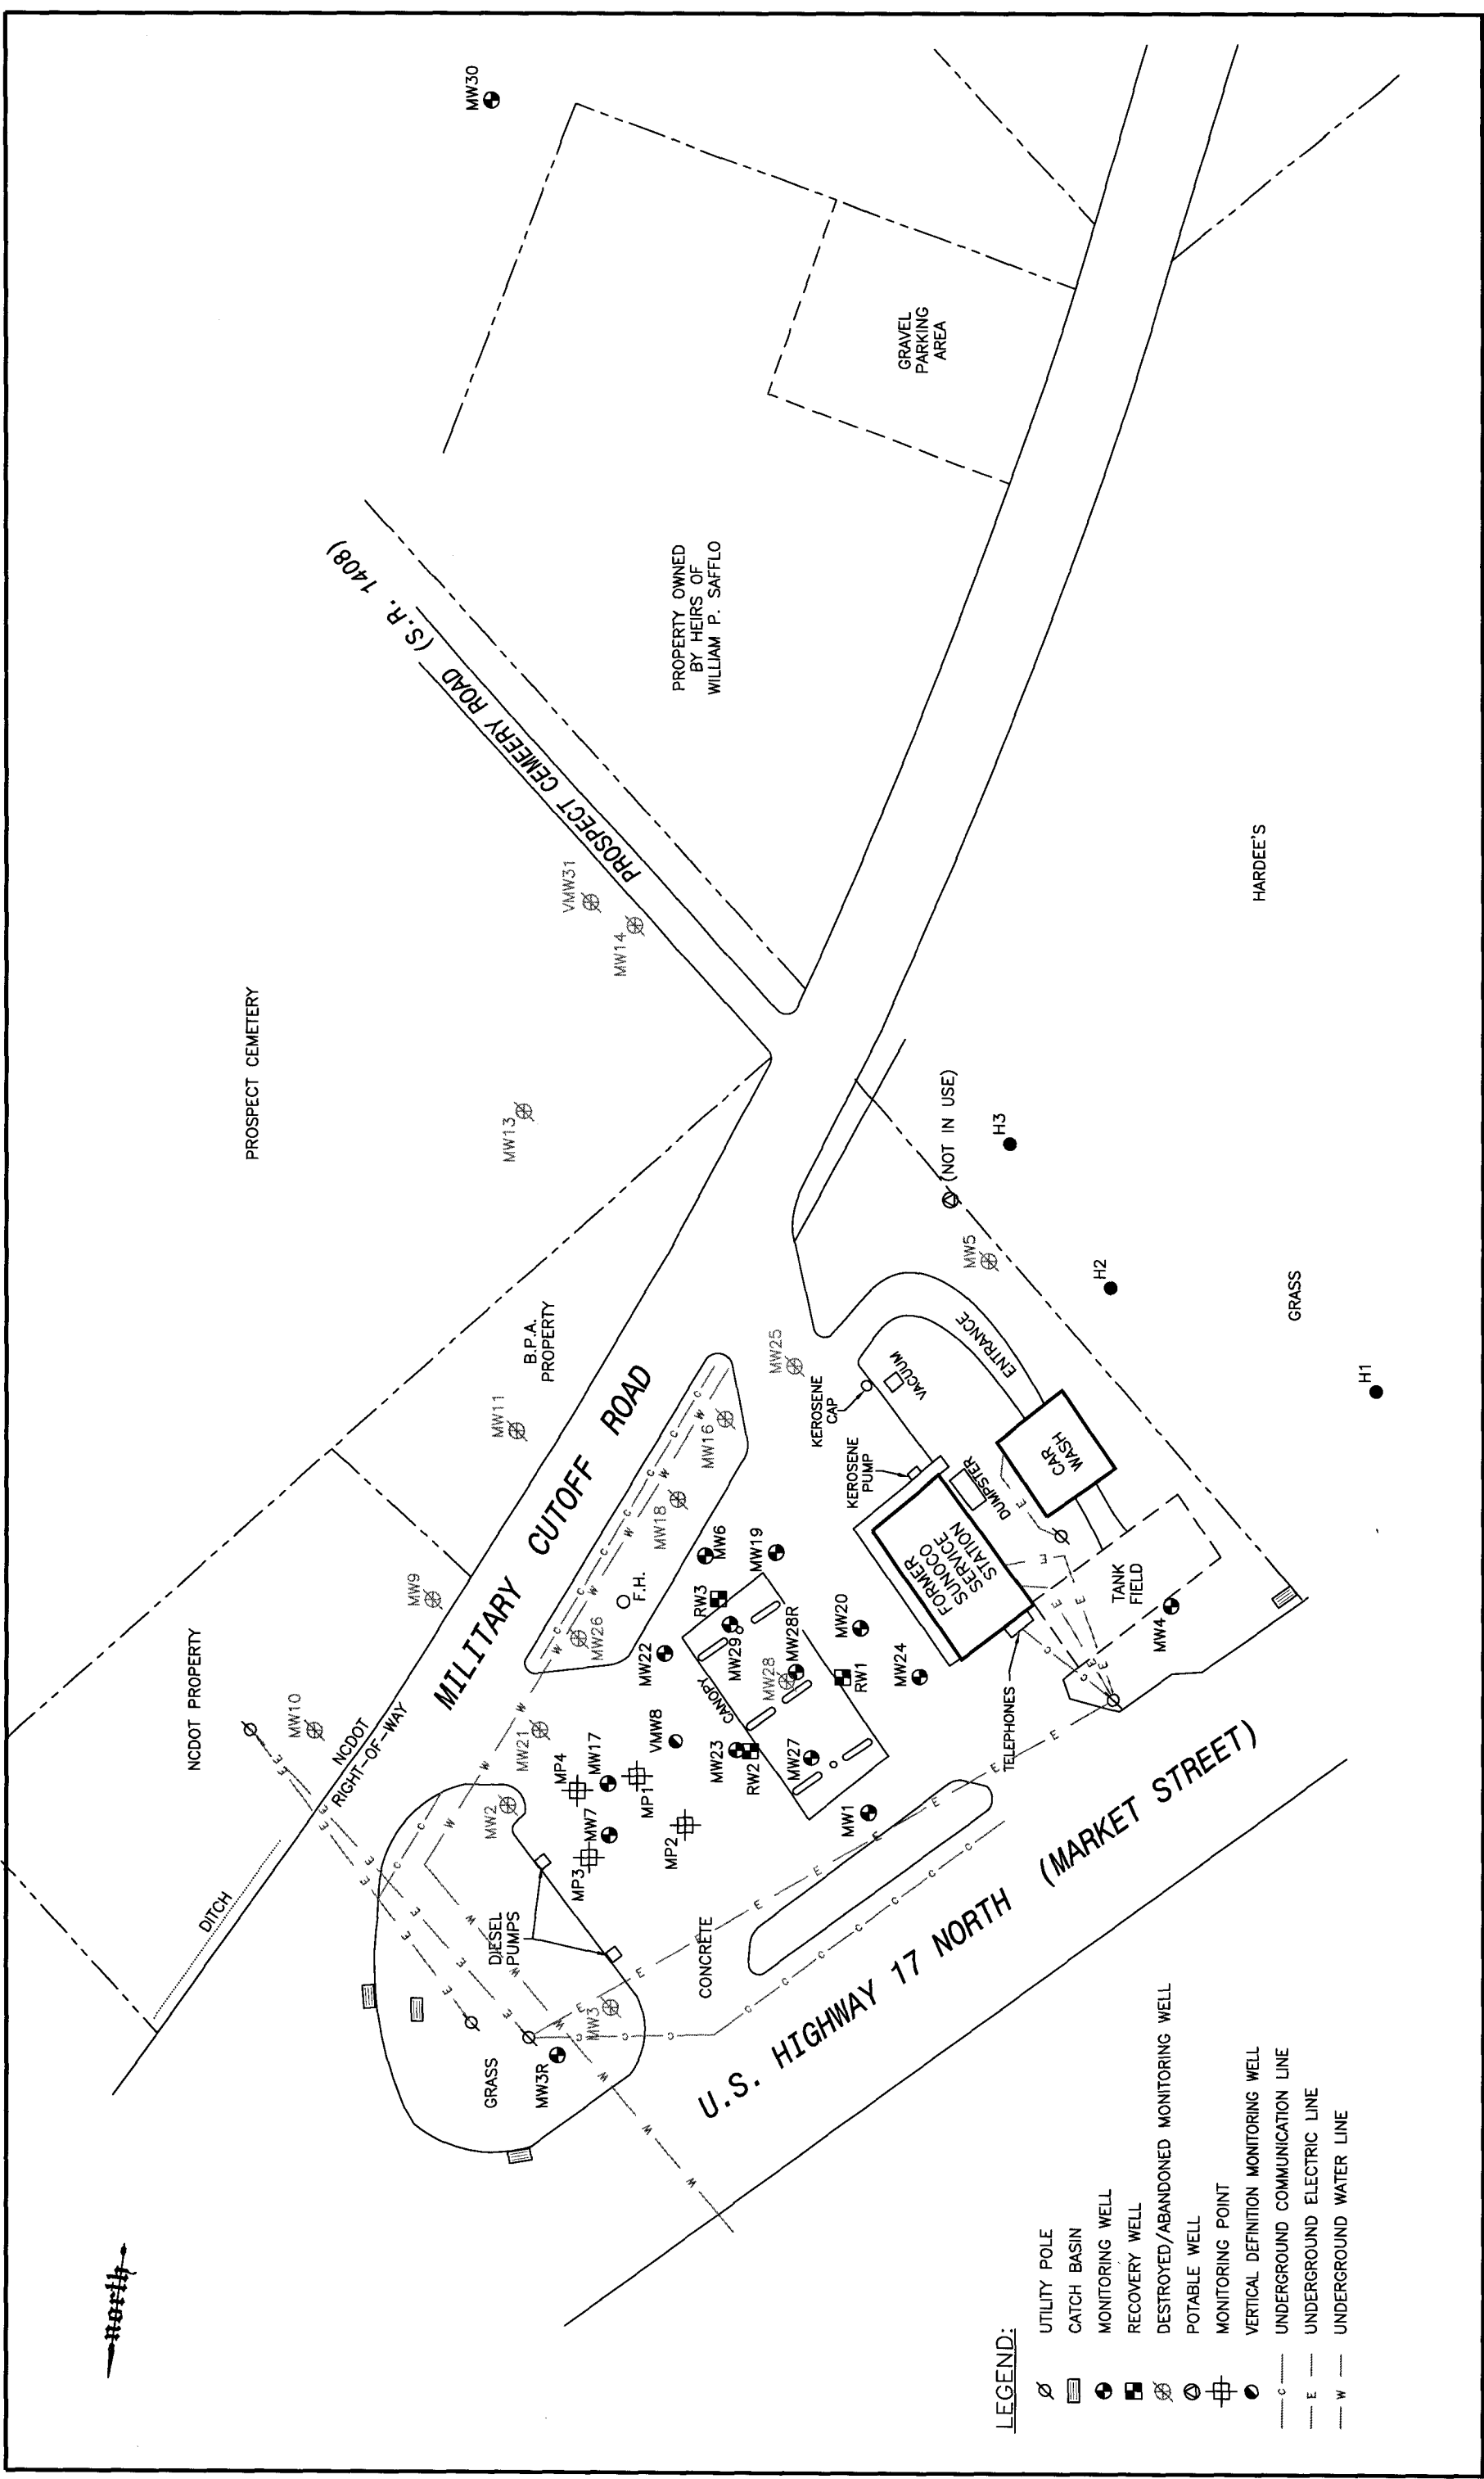 north
NCDOT PROPERTY
PROSPECT CEMETERY
MW30
DITCH
NCDOT
RIGHT-OF-WAY
MW10
MW9
MW11
B.P.A.
PROPERTY
MW13
VMW31
MW14
PROSPECT CEMEERY ROAD (S.R. 1408)
MILITARY CUTOFF ROAD
PROPERTY OWNED
BY HEIRS OF
WILLIAM P. SAFFLO
GRAVEL
PARKING
AREA
GRASS
MW3R
MW3
DIESEL
PUMPS
MW2
MW21
MP4
MW17
MP3
MW7
MP1
MP2
VMW8
MW22
MW26
F.H.
MW18
MW16
MW25
MW6
MW19
RW3
CANOPY
MW29
MW28
MW28R
MW23
RW2
MW27
MW1
RW1
MW20
MW24
CONCRETE
KEROSENE
CAP
KEROSENE
PUMP
VACUUM
ENTRANCE
DUMPSTER
CAR
WASH
FORMER
SUNOCO
SERVICE
STATION
TELEPHONES
TANK
FIELD
MW4
MW5
(NOT IN USE)
H3
H2
H1
GRASS
HARDEE'S
U.S. HIGHWAY 17 NORTH (MARKET STREET)
C C C C C C
E E E E E E
W W W W W W
LEGEND:
UTILITY POLE
CATCH BASIN
MONITORING WELL
RECOVERY WELL
DESTROYED/ABANDONED MONITORING WELL
POTABLE WELL
MONITORING POINT
VERTICAL DEFINITION MONITORING WELL
C UNDERGROUND COMMUNICATION LINE
E UNDERGROUND ELECTRIC LINE
W UNDERGROUND WATER LINE